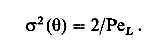 σ²(θ) = 2/Pe_L .